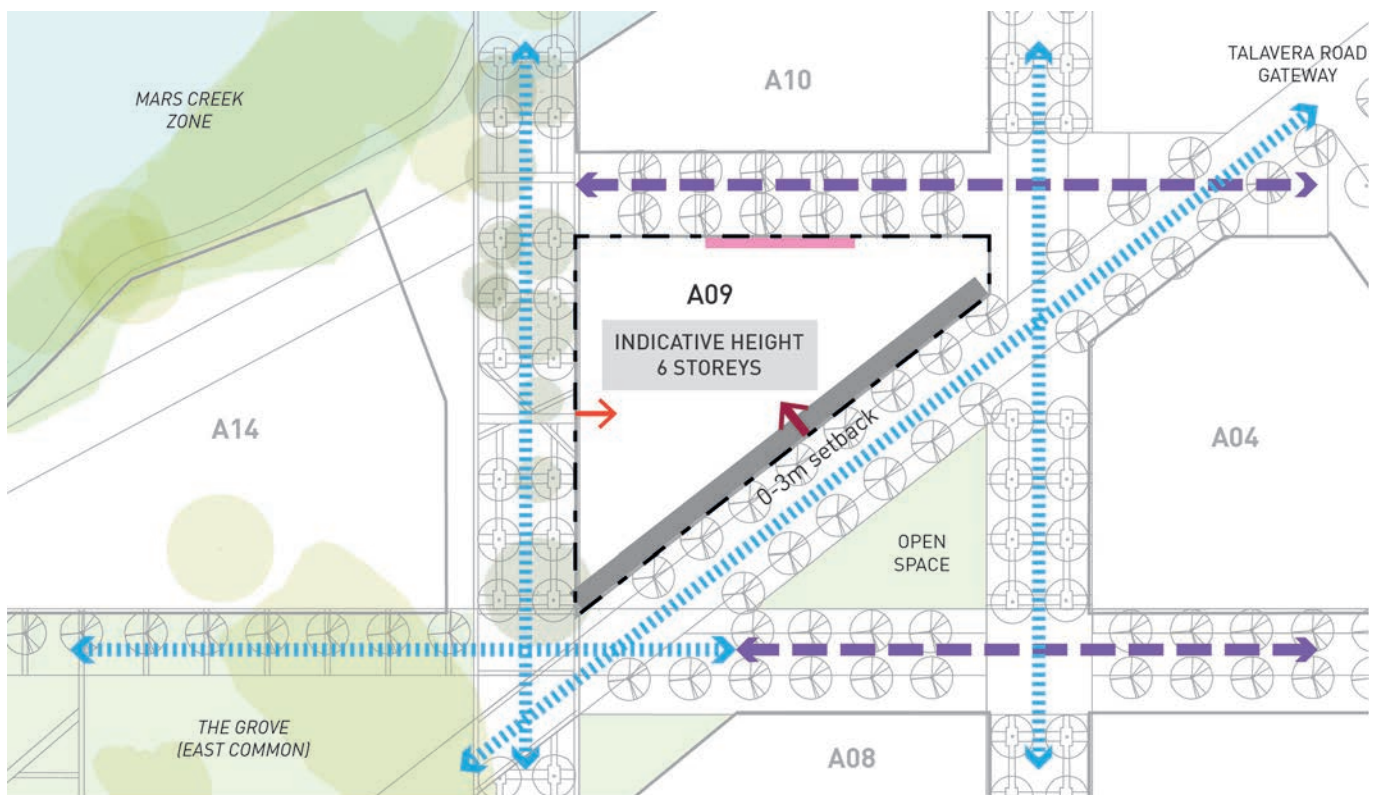 MARS CREEK
ZONE
A10
TALAVERA ROAD
GATEWAY
A09
INDICATIVE HEIGHT
6 STOREYS
A14
0-3m setback
A04
OPEN
SPACE
THE GROVE
(EAST COMMON)
A08